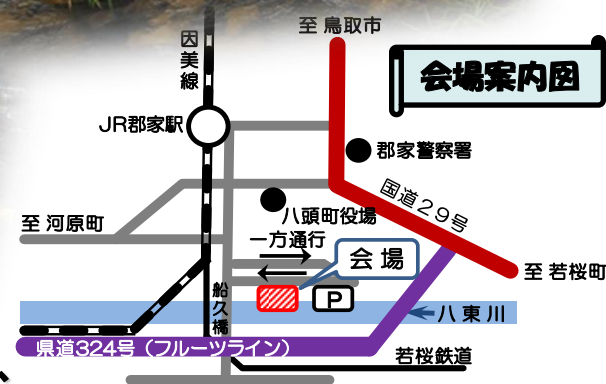 至 鳥取市
因美線
会場案内図
JR郡家駅
郡家警察署
国道29号
至 河原町
八頭町役場
一方通行
会 場
至 若桜町
船久橋
P
八 東 川
県道324号（フルーツライン）
若桜鉄道